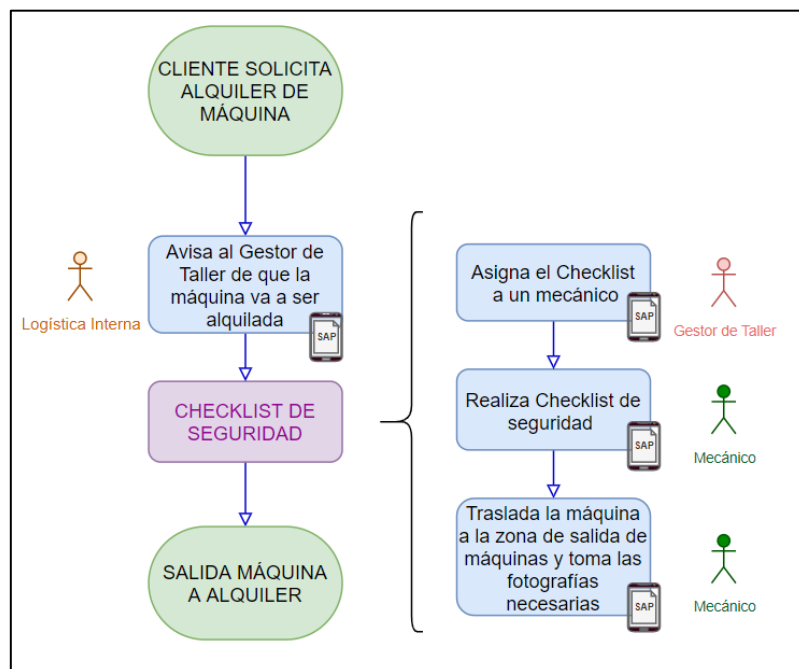 CLIENTE SOLICITA
ALQUILER DE
MÁQUINA
Avisa al Gestor de
Taller de que la
máquina va a ser
alquilada
SAP
Logística Interna
CHECKLIST DE
SEGURIDAD
SALIDA MÁQUINA
A ALQUILER
Asigna el Checklist
a un mecánico
SAP
Gestor de Taller
Realiza Checklist de
seguridad
SAP
Mecánico
Traslada la máquina
a la zona de salida de
máquinas y toma las
fotografías
necesarias
SAP
Mecánico